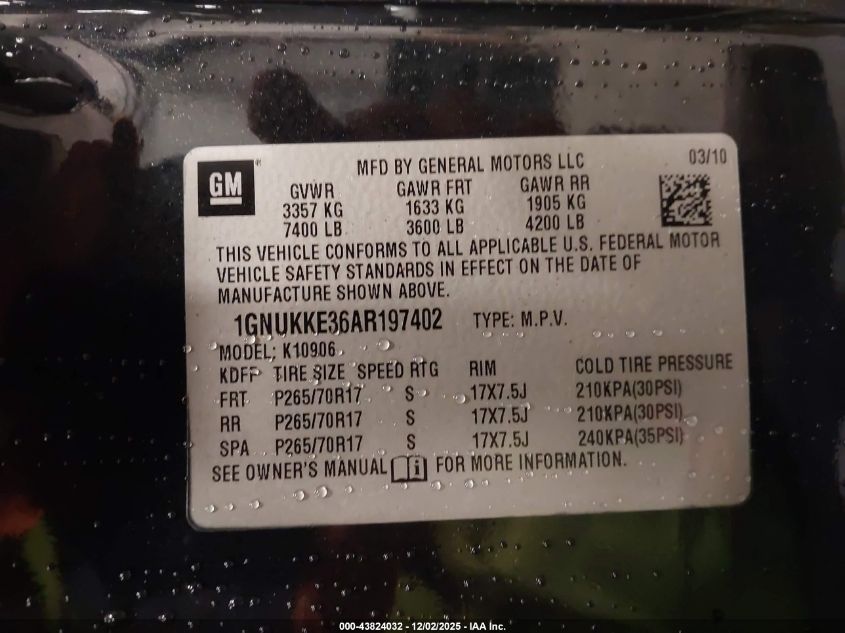 GM
MFD BY GENERAL MOTORS LLC 03/10
GVWR GAWR FRT GAWR RR
3357 KG 1633 KG 1905 KG
7400 LB 3600 LB 4200 LB
THIS VEHICLE CONFORMS TO ALL APPLICABLE U.S. FEDERAL MOTOR
VEHICLE SAFETY STANDARDS IN EFFECT ON THE DATE OF
MANUFACTURE SHOWN ABOVE.
1GNUKKE36AR197402 TYPE: M.P.V.
MODEL: K10906
KDFF TIRE SIZE SPEED RTG RIM COLD TIRE PRESSURE
FRT P265/70R17 S 17X7.5J 210KPA(30PSI)
RR P265/70R17 S 17X7.5J 210KPA(30PSI)
SPA P265/70R17 S 17X7.5J 240KPA(35PSI)
SEE OWNER'S MANUAL FOR MORE INFORMATION.
000-43824032 - 12/02/2025 - IAA Inc.